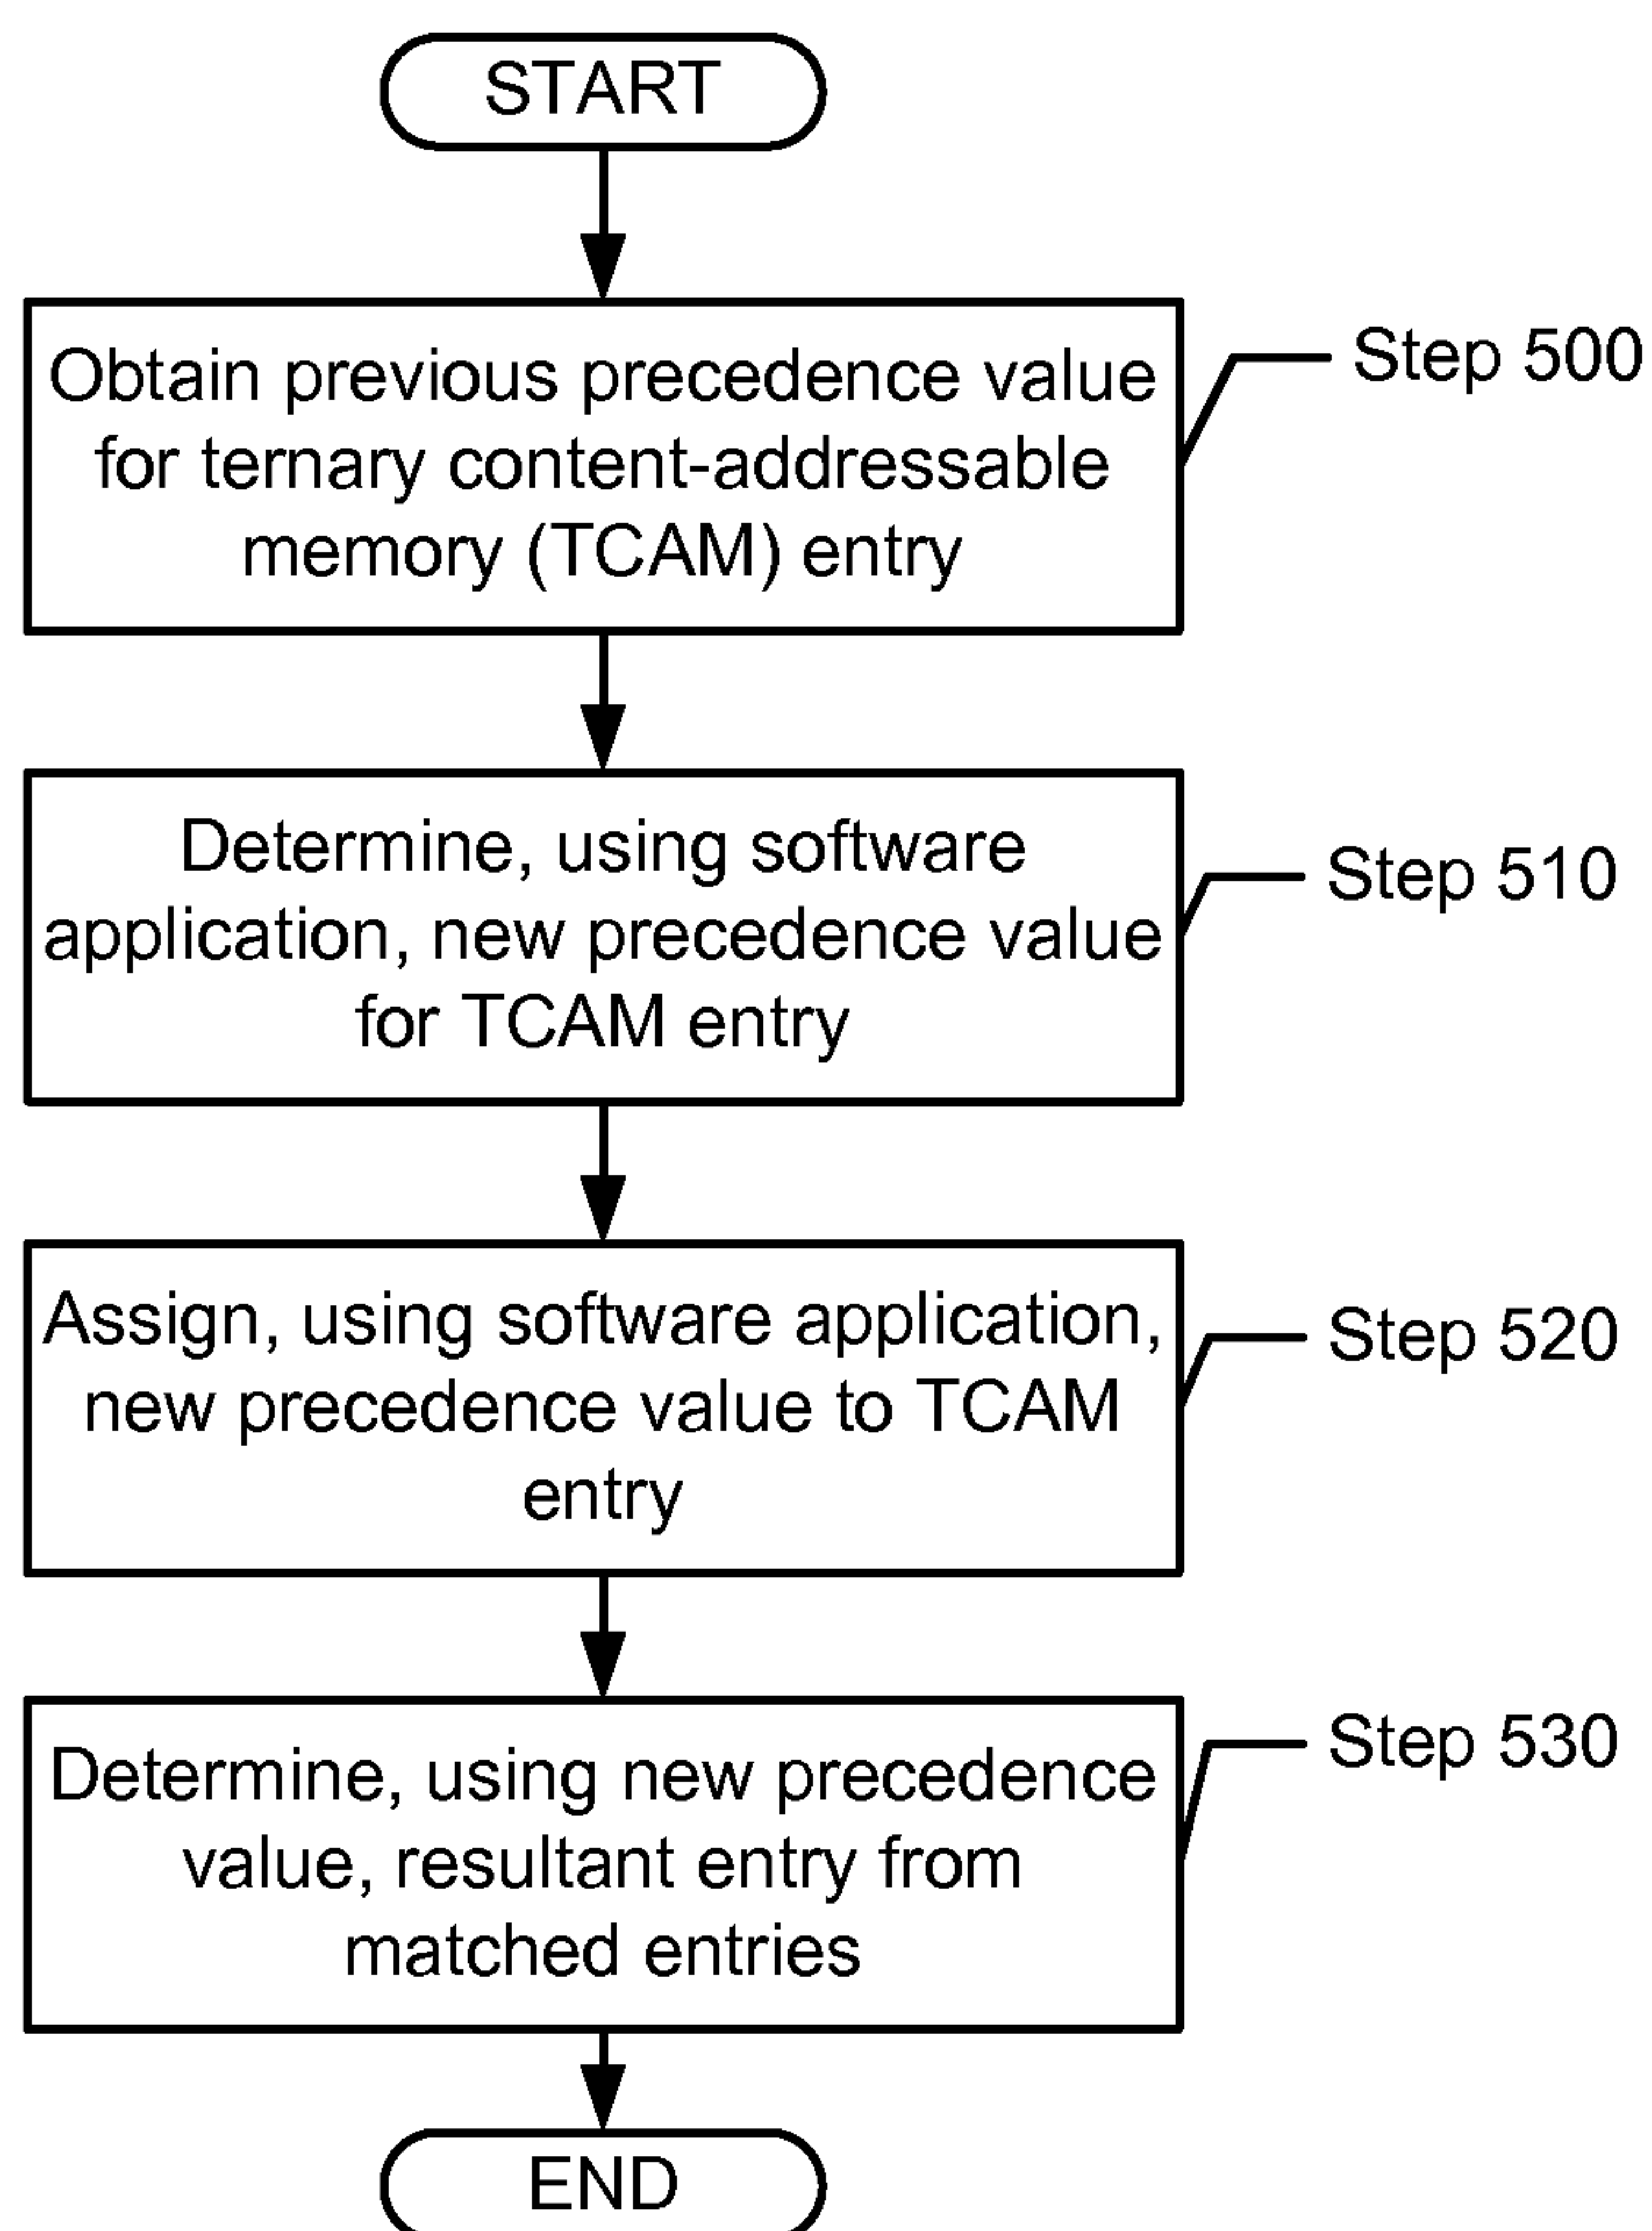 START
Obtain previous precedence value
for ternary content-addressable
memory (TCAM) entry
Step 500
Determine, using software
application, new precedence value
for TCAM entry
Step 510
Assign, using software application,
new precedence value to TCAM
entry
Step 520
Determine, using new precedence
value, resultant entry from
matched entries
Step 530
END